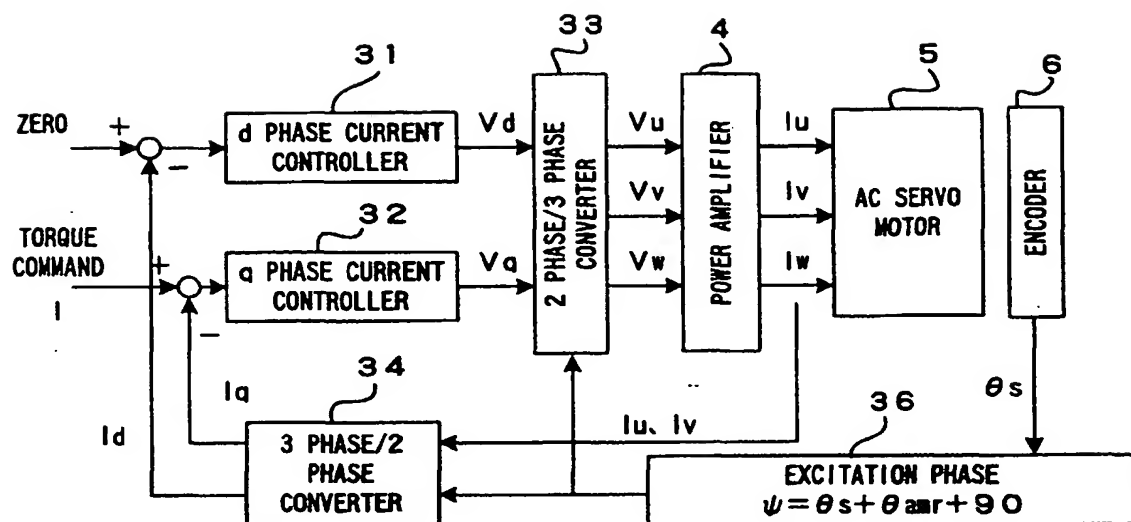 31
33
4
5
6
ZERO
+
−
d PHASE CURRENT
CONTROLLER
Vd
2 PHASE/3 PHASE
CONVERTER
Vu
Vv
Vw
POWER AMPLIFIER
Iu
Iv
Iw
AC SERVO
MOTOR
ENCODER
TORQUE
COMMAND
I
+
−
32
q PHASE CURRENT
CONTROLLER
Vq
34
Iq
Id
3 PHASE/2
PHASE
CONVERTER
Iu、Iv
θs
36
EXCITATION PHASE
ψ=θs+θamr+90